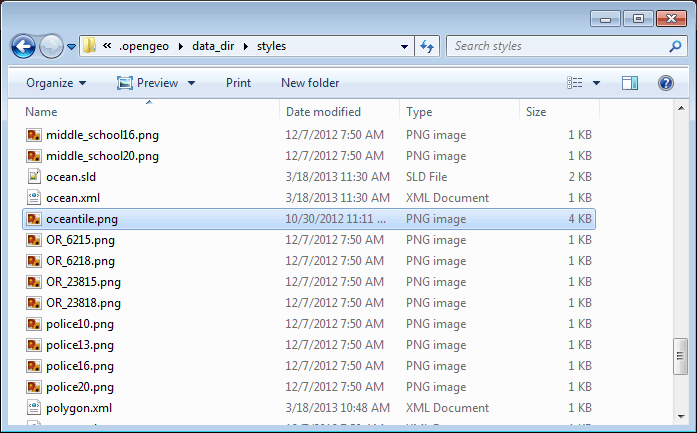 « .opengeo ▸ data_dir ▸ styles Search styles
Organize Preview Print New folder
Name Date modified Type Size
middle_school16.png 12/7/2012 7:50 AM PNG image 1 KB
middle_school20.png 12/7/2012 7:50 AM PNG image 1 KB
ocean.sld 3/18/2013 11:30 AM SLD File 2 KB
ocean.xml 3/18/2013 11:30 AM XML Document 1 KB
oceantile.png 10/30/2012 11:11 ... PNG image 4 KB
OR_6215.png 12/7/2012 7:50 AM PNG image 1 KB
OR_6218.png 12/7/2012 7:50 AM PNG image 1 KB
OR_23815.png 12/7/2012 7:50 AM PNG image 1 KB
OR_23818.png 12/7/2012 7:50 AM PNG image 1 KB
police10.png 12/7/2012 7:50 AM PNG image 1 KB
police13.png 12/7/2012 7:50 AM PNG image 1 KB
police16.png 12/7/2012 7:50 AM PNG image 1 KB
police20.png 12/7/2012 7:50 AM PNG image 1 KB
polygon.xml 3/18/2013 10:48 AM XML Document 1 KB